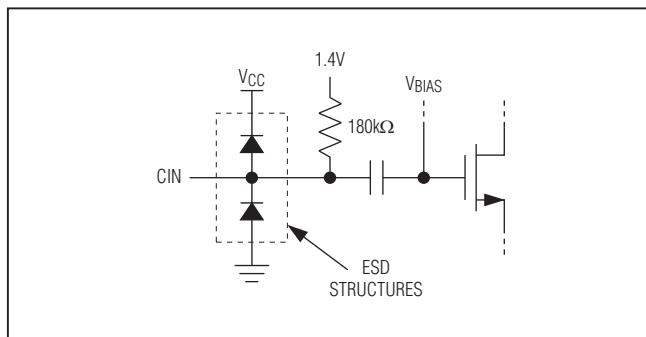 1.4V
VCC
VBIAS
180kΩ
CIN
ESD
STRUCTURES